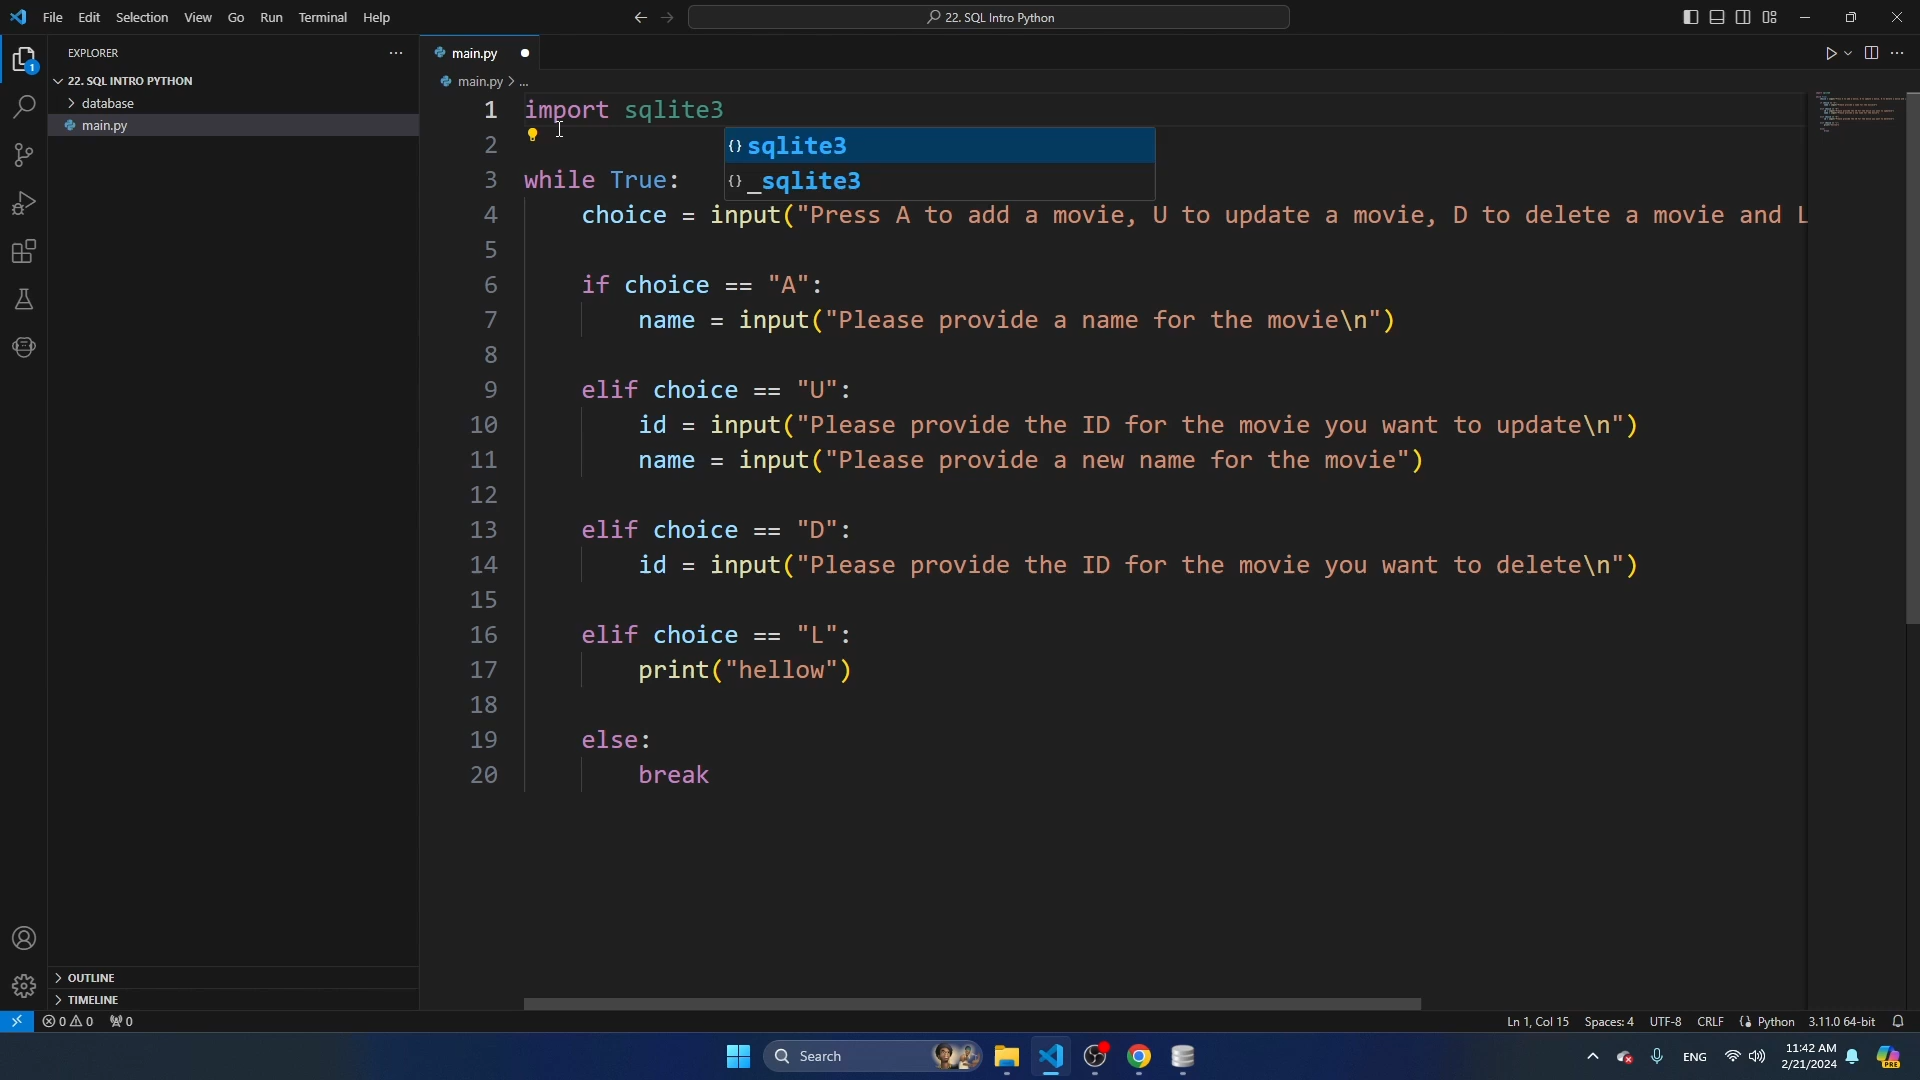 File Edit Selection View Go Run Terminal Help
22. SQL Intro Python
EXPLORER
main.py
22. SQL INTRO PYTHON
main.py > ...
database
main.py
1 import sqlite3
2
{} sqlite3
{} _sqlite3
3 while True:
4 choice = input("Press A to add a movie, U to update a movie, D to delete a movie and L
5
6 if choice == "A":
7 name = input("Please provide a name for the movie\n")
8
9 elif choice == "U":
10 id = input("Please provide the ID for the movie you want to update\n")
11 name = input("Please provide a new name for the movie")
12
13 elif choice == "D":
14 id = input("Please provide the ID for the movie you want to delete\n")
15
16 elif choice == "L":
17 print("hellow")
18
19 else:
20 break
OUTLINE
TIMELINE
0 0 0 Ln 1, Col 15 Spaces: 4 UTF-8 CRLF {} Python 3.11.0 64-bit
Search
ENG
11:42 AM
2/21/2024
1
PRE